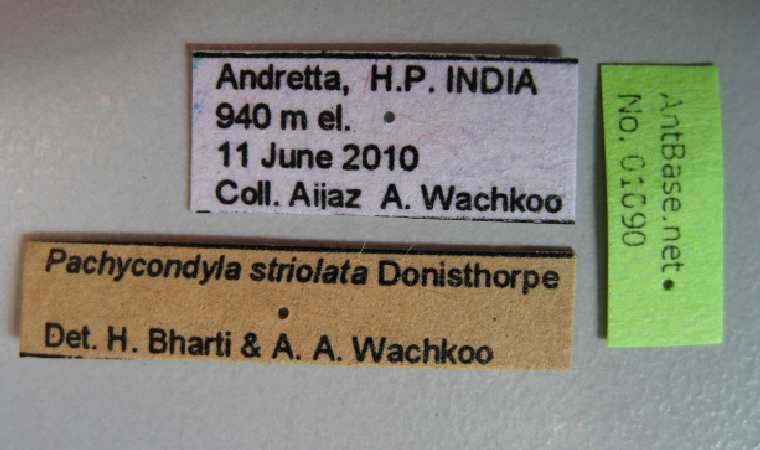 Andretta, H.P. INDIA
940 m el.
11 June 2010
Coll. Aijaz A. Wachkoo
Pachycondyla striolata Donisthorpe
Det. H. Bharti & A. A. Wachkoo
AntBase.net
No. 01090